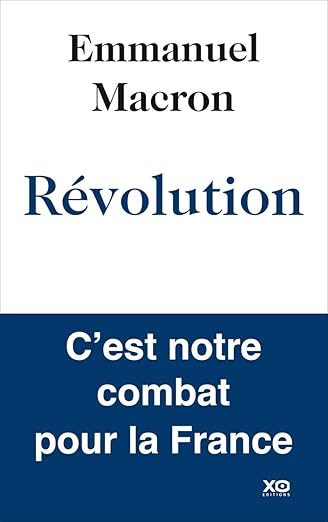 Emmanuel
Macron
Révolution
C'est notre
combat
pour la France
XO
EDITIONS